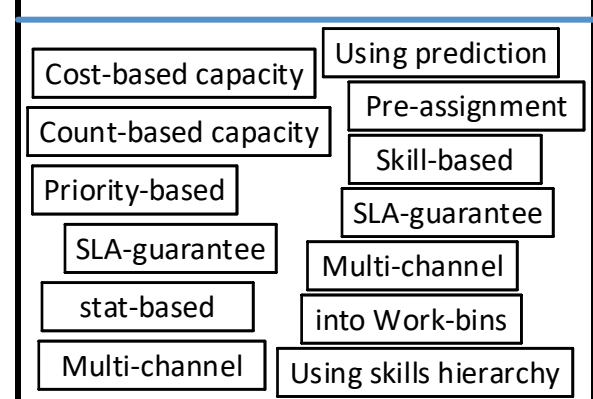 Cost-based capacity
Count-based capacity
Priority-based
SLA-guarantee
stat-based
Multi-channel
Using prediction
Pre-assignment
Skill-based
SLA-guarantee
Multi-channel
into Work-bins
Using skills hierarchy